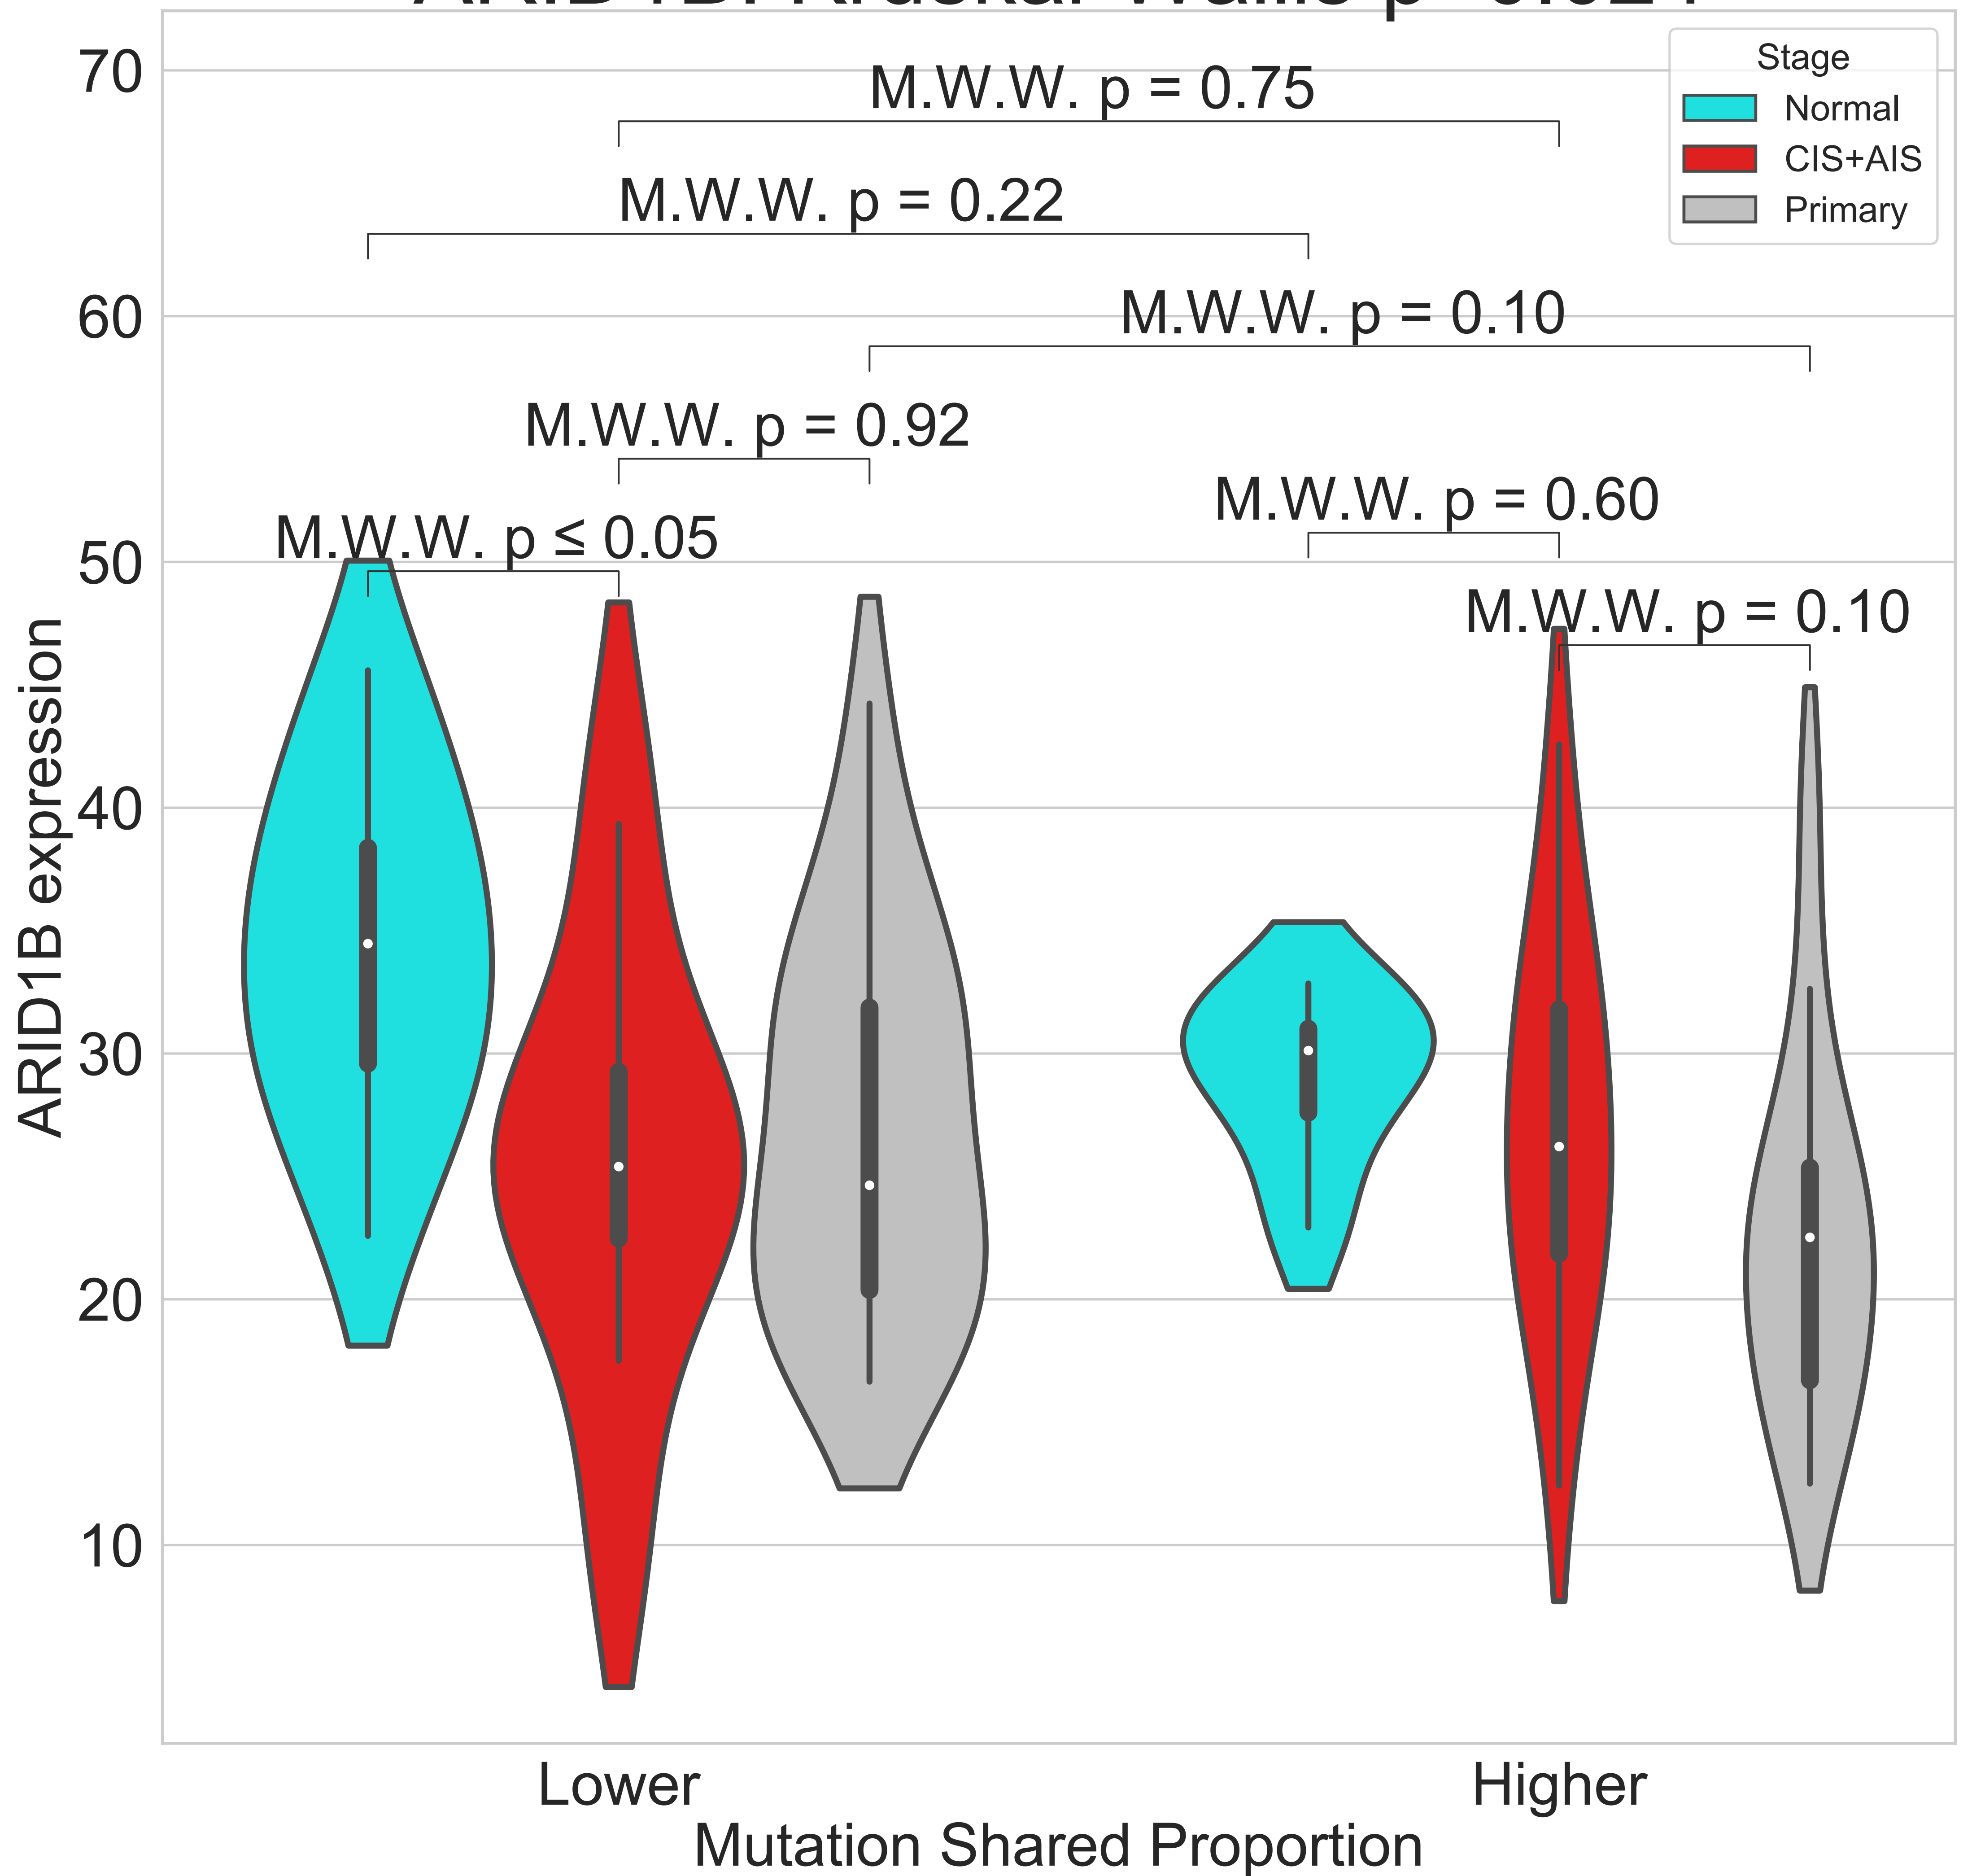 70
60
50
40
30
20
10
ARID1B expression
Stage
Normal
CIS+AIS
Primary
M.W.W. p = 0.75
M.W.W. p = 0.22
M.W.W. p = 0.10
M.W.W. p = 0.92
M.W.W. p = 0.60
M.W.W. p ≤ 0.05
M.W.W. p = 0.10
Lower
Higher
Mutation Shared Proportion